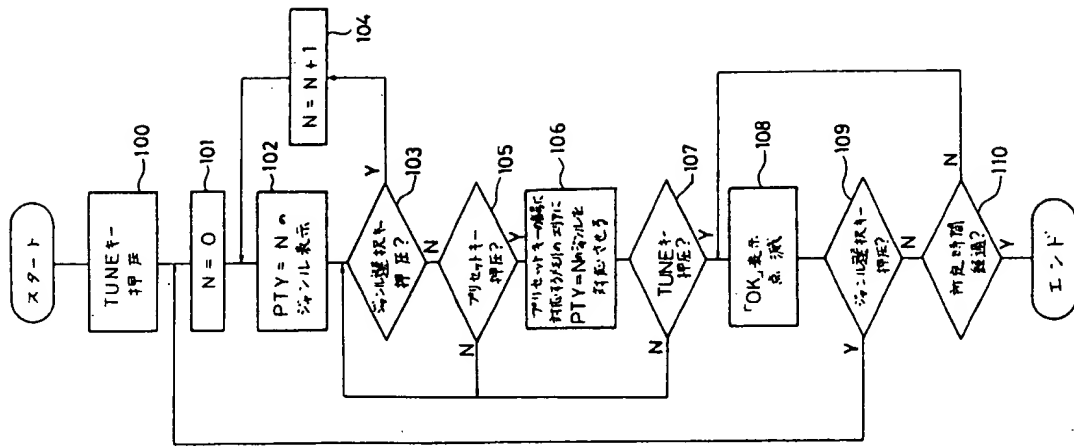 スタート
TUNEキー
押圧
100
N = 0
101
PTY = N の
ジャンル表示
102
ジャンル選択キー
押圧?
103
Y
N
N = N + 1
104
プリセットキー
押圧?
105
N
Y
プリセットキーの番号に
対応するメモリのエリアに
PTY=Nのジャンルを
対応させる
106
TUNEキー
押圧?
107
N
Y
「OK」表示
点滅
108
ジャンル選択キー
押圧?
109
Y
N
所定時間
経過?
110
N
Y
エンド